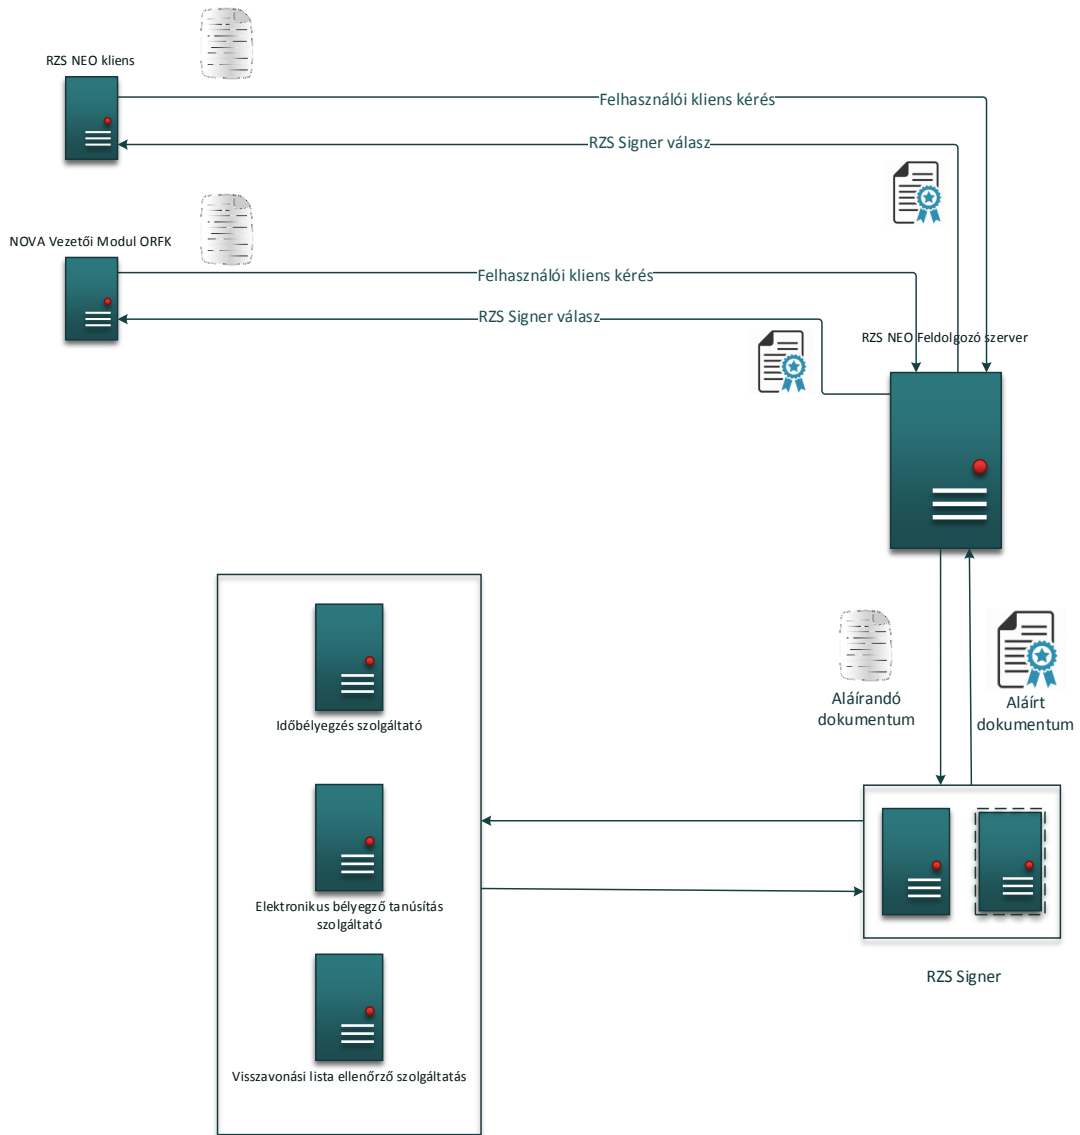 RZS NEO kliens
Felhasználói kliens kérés
RZS Signer válasz
NOVA Vezetői Modul ORFK
Felhasználói kliens kérés
RZS Signer válasz
RZS NEO Feldolgozó szerver
Aláírandó
dokumentum
Aláírt
dokumentum
Időbélyegzés szolgáltató
Elektronikus bélyegző tanúsítás
szolgáltató
Visszavonási lista ellenőrző szolgáltatás
RZS Signer